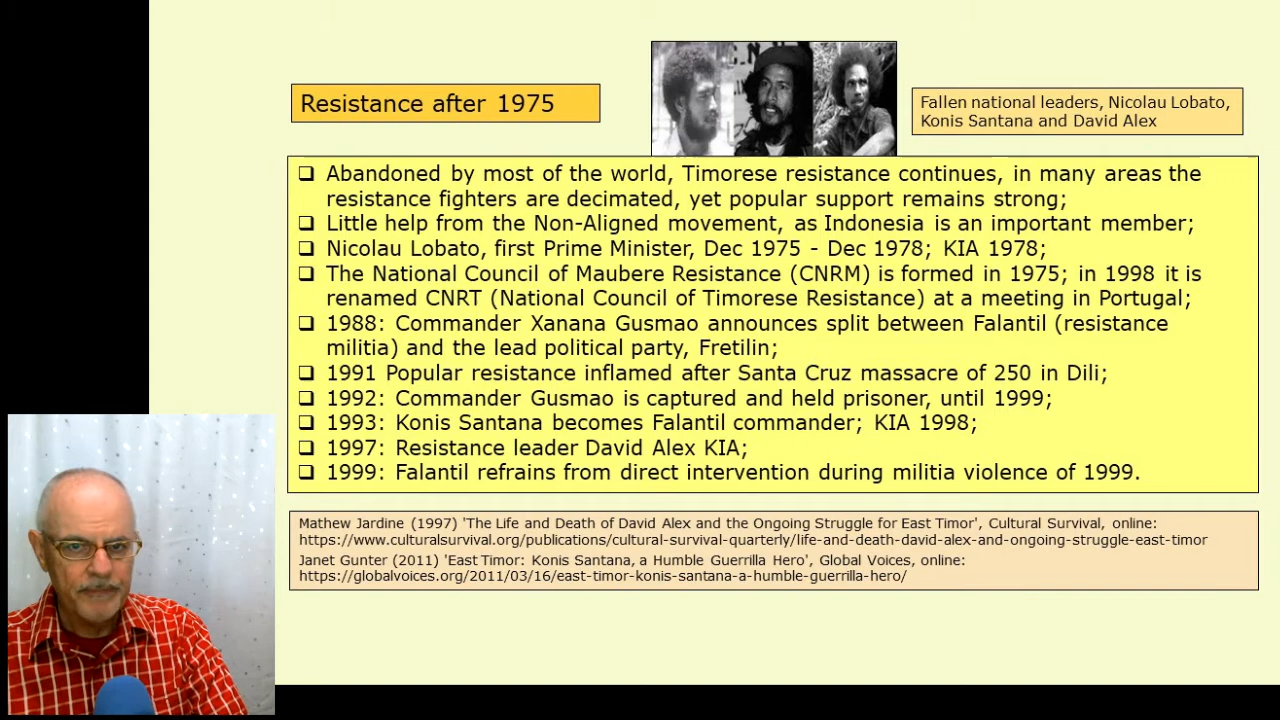 Resistance after 1975
Fallen national leaders, Nicolau Lobato,
Konis Santana and David Alex
❑ Abandoned by most of the world, Timorese resistance continues, in many areas the
resistance fighters are decimated, yet popular support remains strong;
❑ Little help from the Non-Aligned movement, as Indonesia is an important member;
❑ Nicolau Lobato, first Prime Minister, Dec 1975 - Dec 1978; KIA 1978;
❑ The National Council of Maubere Resistance (CNRM) is formed in 1975; in 1998 it is
renamed CNRT (National Council of Timorese Resistance) at a meeting in Portugal;
❑ 1988: Commander Xanana Gusmao announces split between Falantil (resistance
militia) and the lead political party, Fretilin;
❑ 1991 Popular resistance inflamed after Santa Cruz massacre of 250 in Dili;
❑ 1992: Commander Gusmao is captured and held prisoner, until 1999;
❑ 1993: Konis Santana becomes Falantil commander; KIA 1998;
❑ 1997: Resistance leader David Alex KIA;
❑ 1999: Falantil refrains from direct intervention during militia violence of 1999.
Mathew Jardine (1997) 'The Life and Death of David Alex and the Ongoing Struggle for East Timor', Cultural Survival, online:
https://www.culturalsurvival.org/publications/cultural-survival-quarterly/life-and-death-david-alex-and-ongoing-struggle-east-timor
Janet Gunter (2011) 'East Timor: Konis Santana, a Humble Guerrilla Hero', Global Voices, online:
https://globalvoices.org/2011/03/16/east-timor-konis-santana-a-humble-guerrilla-hero/